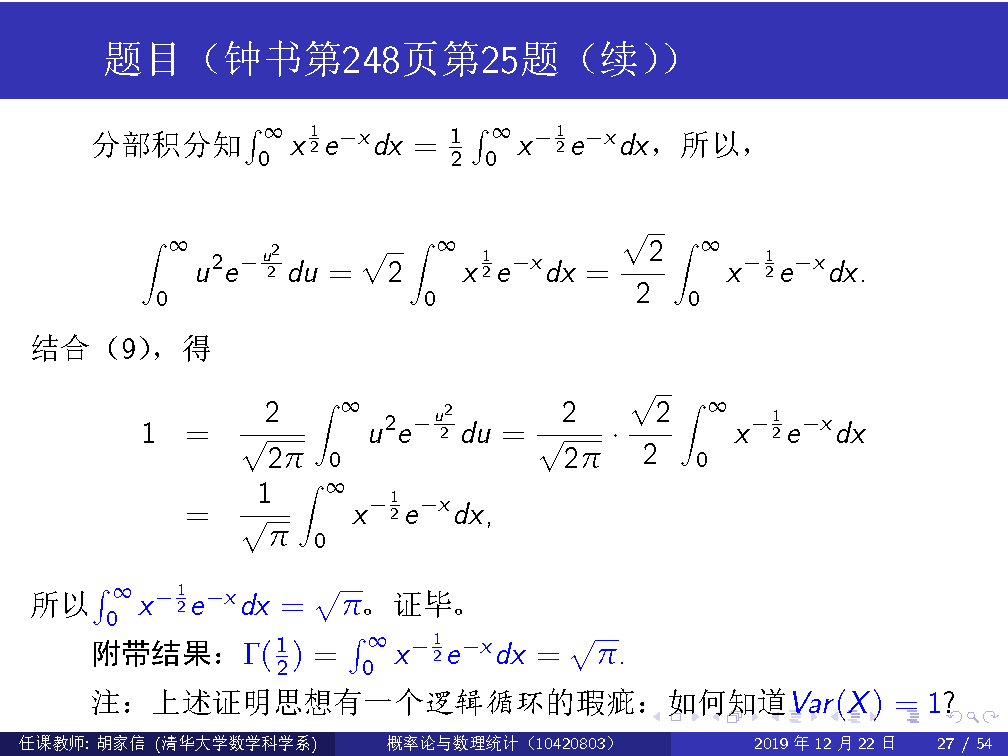 题目（钟书第248页第25题（续））
分部积分知∫₀^∞ x^{1/2} e^{−x} dx = 1/2 ∫₀^∞ x^{−1/2} e^{−x} dx，所以，
∫₀^∞ u² e^{−u²/2} du = √2 ∫₀^∞ x^{1/2} e^{−x} dx = √2/2 ∫₀^∞ x^{−1/2} e^{−x} dx.
结合（9），得
1 = 2/√(2π) ∫₀^∞ u² e^{−u²/2} du = 2/√(2π) · √2/2 ∫₀^∞ x^{−1/2} e^{−x} dx
= 1/√π ∫₀^∞ x^{−1/2} e^{−x} dx,
所以∫₀^∞ x^{−1/2} e^{−x} dx = √π。证毕。
附带结果：Γ(1/2) = ∫₀^∞ x^{−1/2} e^{−x} dx = √π.
注：上述证明思想有一个逻辑循环的瑕疵：如何知道Var(X) = 1?
任课教师: 胡家信 (清华大学数学科学系) 概率论与数理统计（10420803） 2019 年 12 月 22 日 27 / 54